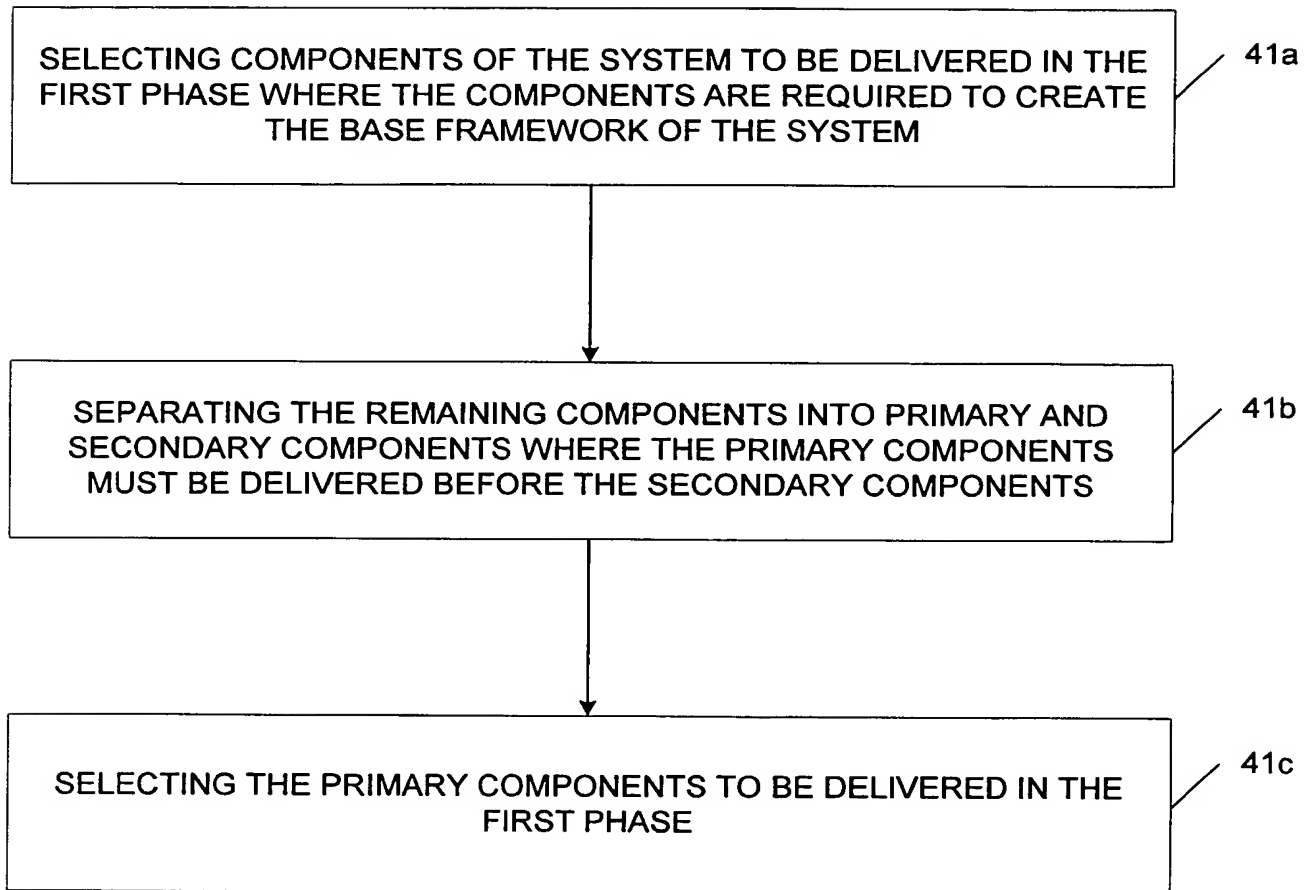 SELECTING COMPONENTS OF THE SYSTEM TO BE DELIVERED IN THE
FIRST PHASE WHERE THE COMPONENTS ARE REQUIRED TO CREATE
THE BASE FRAMEWORK OF THE SYSTEM
41a
SEPARATING THE REMAINING COMPONENTS INTO PRIMARY AND
SECONDARY COMPONENTS WHERE THE PRIMARY COMPONENTS
MUST BE DELIVERED BEFORE THE SECONDARY COMPONENTS
41b
SELECTING THE PRIMARY COMPONENTS TO BE DELIVERED IN THE
FIRST PHASE
41c